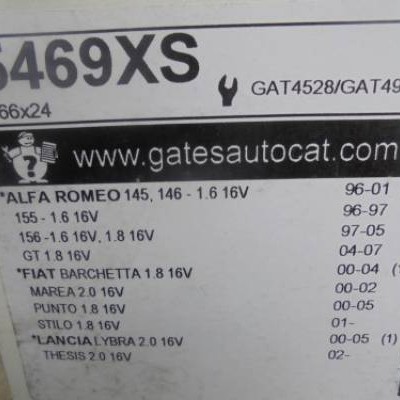 5469XS
66x24
GAT4528/GAT49
www.gatesautocat.com
*ALFA ROMEO 145, 146 - 1.6 16V 96-01
155 - 1.6 16V 96-97
156 -1.6 16V, 1.8 16V 97-05
GT 1.8 16V 04-07
*FIAT BARCHETTA 1.8 16V 00-04 (1
MAREA 2.0 16V 00-02
PUNTO 1.8 16V 00-05
STILO 1.8 16V 01-
*LANCIA LYBRA 2.0 16V 00-05 (1)
THESIS 2.0 16V 02-